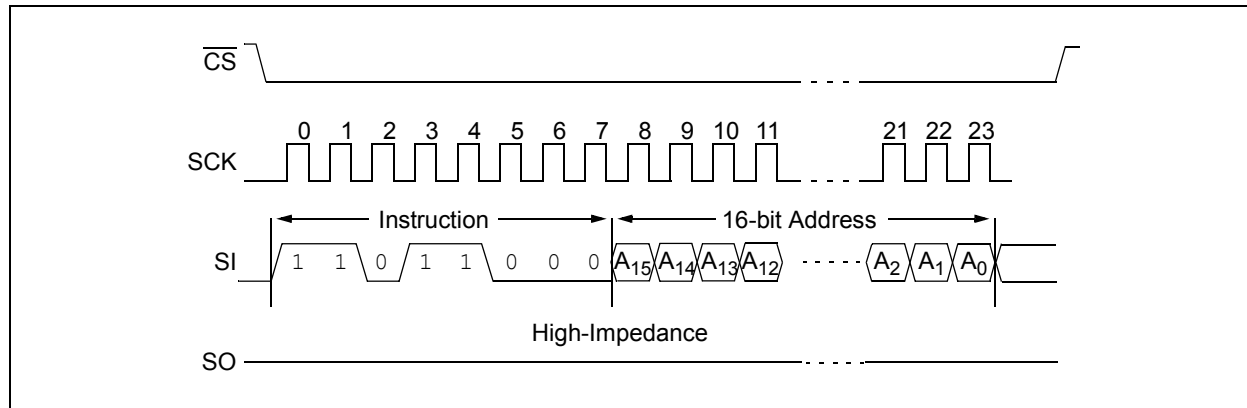 CS
0 1 2 3 4 5 6 7 8 9 10 11 21 22 23
SCK
Instruction 16-bit Address
SI 1 1 0 1 1 0 0 0 A15 A14 A13 A12 A2 A1 A0
High-Impedance
SO